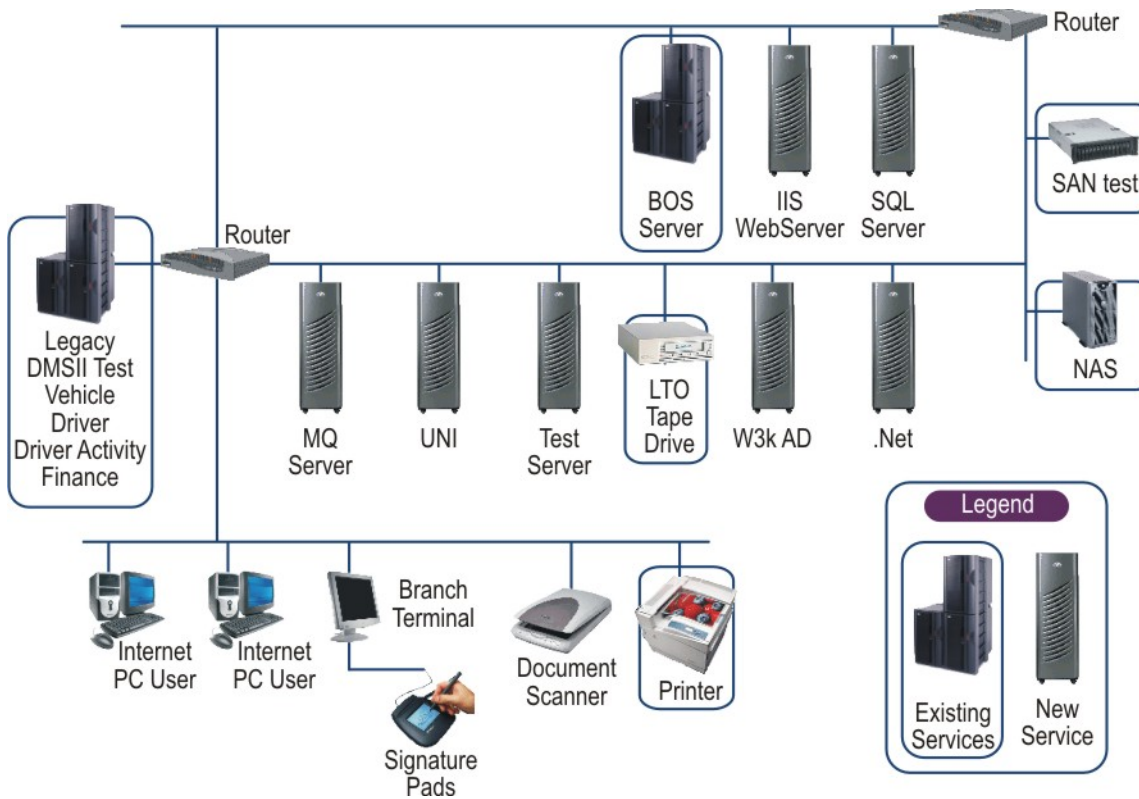 Router
BOS
Server
IIS
WebServer
SQL
Server
SAN test
Router
Legacy
DMSII Test
Vehicle
Driver
Driver Activity
Finance
MQ
Server
UNI
Test
Server
LTO
Tape
Drive
W3k AD
.Net
NAS
Legend
Existing
Services
New
Service
Internet
PC User
Internet
PC User
Branch
Terminal
Signature
Pads
Document
Scanner
Printer